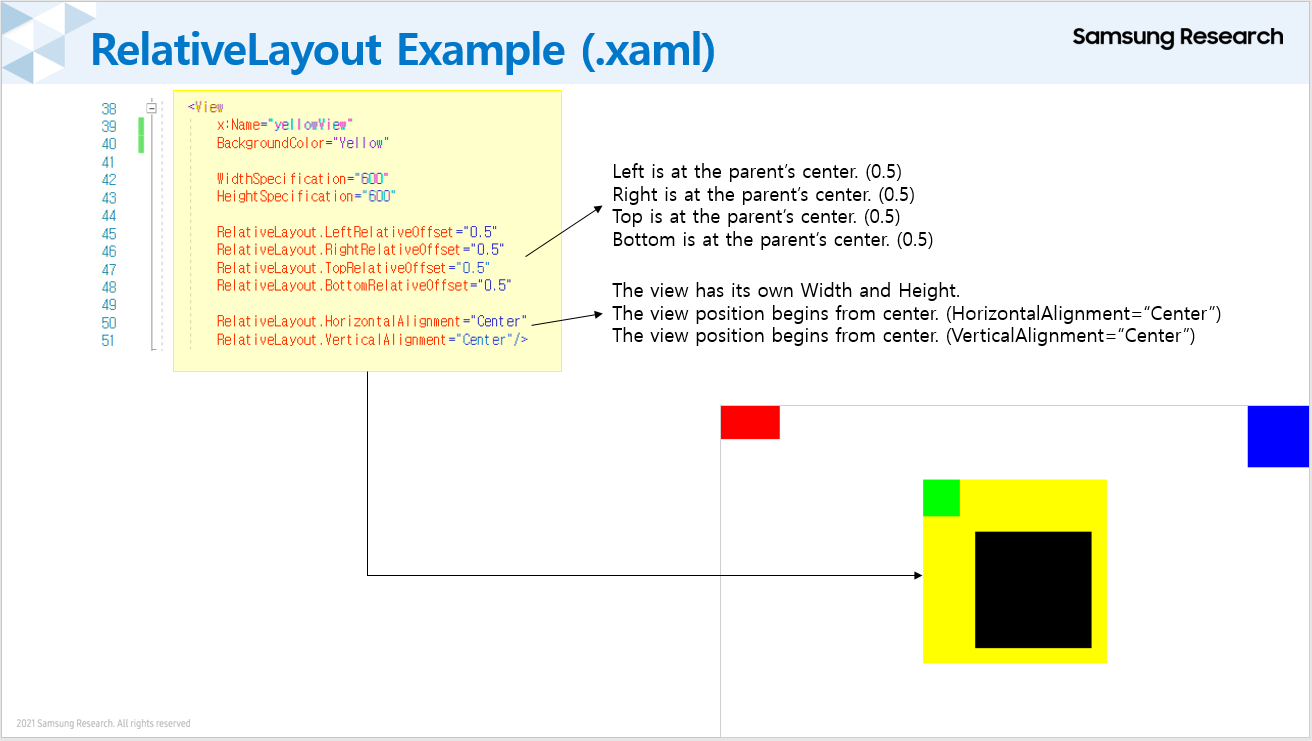 RelativeLayout Example (.xaml)
Samsung Research
38 <View
39 x:Name="yellowView"
40 BackgroundColor="Yellow"
41
42 WidthSpecification="600"
43 HeightSpecification="600"
44
45 RelativeLayout.LeftRelativeOffset="0.5"
46 RelativeLayout.RightRelativeOffset="0.5"
47 RelativeLayout.TopRelativeOffset="0.5"
48 RelativeLayout.BottomRelativeOffset="0.5"
49
50 RelativeLayout.HorizontalAlignment="Center"
51 RelativeLayout.VerticalAlignment="Center"/>
Left is at the parent’s center. (0.5)
Right is at the parent’s center. (0.5)
Top is at the parent’s center. (0.5)
Bottom is at the parent’s center. (0.5)
The view has its own Width and Height.
The view position begins from center. (HorizontalAlignment=“Center”)
The view position begins from center. (VerticalAlignment=“Center”)
2021 Samsung Research. All rights reserved